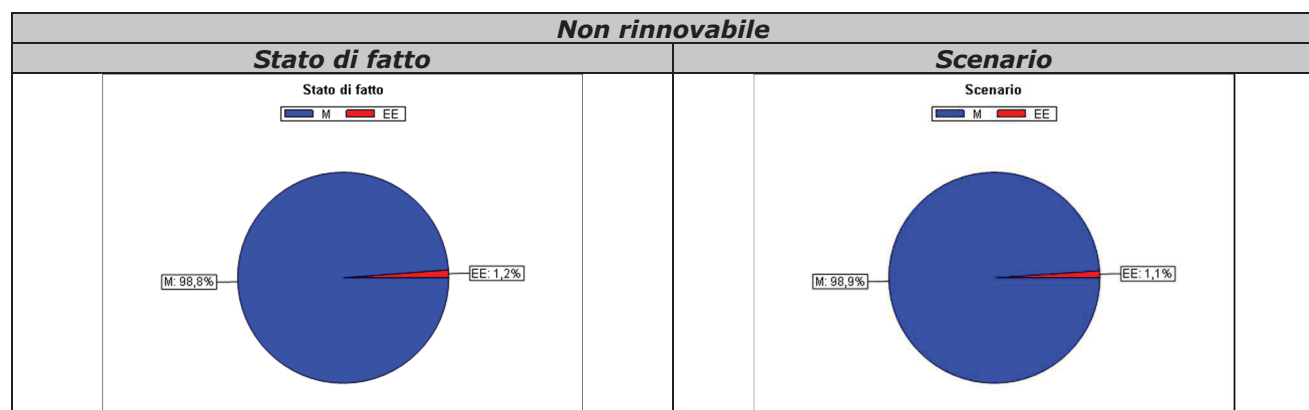 Non rinnovabile
Stato di fatto Scenario
Stato di fatto
M EE
M: 98,8%
EE: 1,2%
Scenario
M EE
M: 98,9%
EE: 1,1%